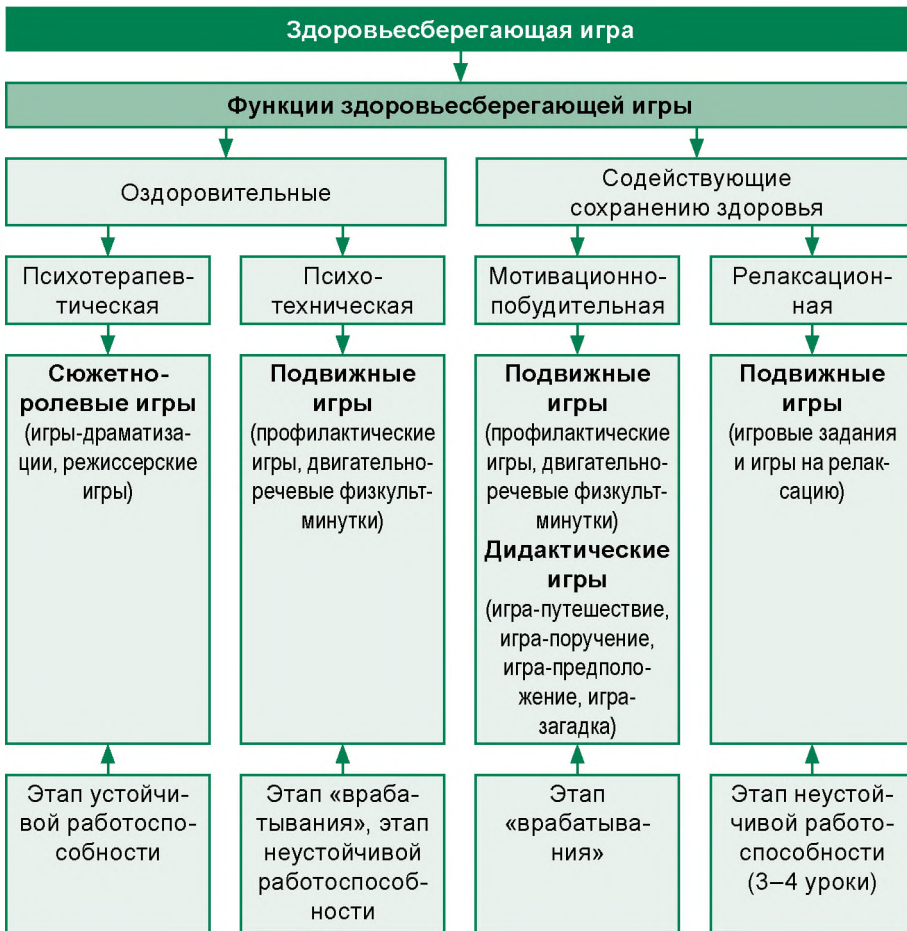 Здоровьесберегающая игра
Функции здоровьесберегающей игры
Оздоровительные
Содействующие
сохранению здоровья
Психотерапев-
тическая
Психо-
техническая
Мотивационно-
побудительная
Релаксацион-
ная
Сюжетно-
ролевые игры
(игры-драматиза-
ции, режиссерские
игры)
Подвижные
игры
(профилактические
игры, двигательно-
речевые физкульт-
минутки)
Подвижные
игры
(профилактические
игры, двигательно-
речевые физкульт-
минутки)
Дидактические
игры
(игра-путешествие,
игра-поручение,
игра-предполо-
жение, игра-
загадка)
Подвижные
игры
(игровые задания
и игры на релак-
сацию)
Этап устойчи-
вой работоспо-
собности
Этап «враба-
тывания», этап
неустойчивой
работоспособ-
ности
Этап
«врабатыва-
ния»
Этап неустой-
чивой работо-
способности
(3–4 уроки)